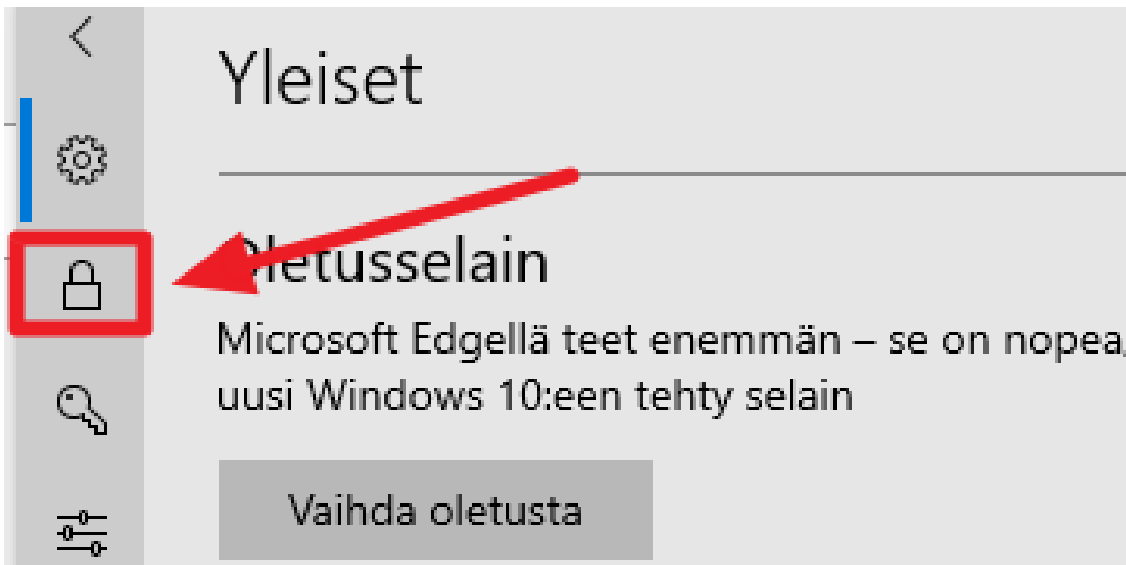 Yleiset
Oletusselain
Microsoft Edgellä teet enemmän – se on nopea,
uusi Windows 10:een tehty selain
Vaihda oletusta